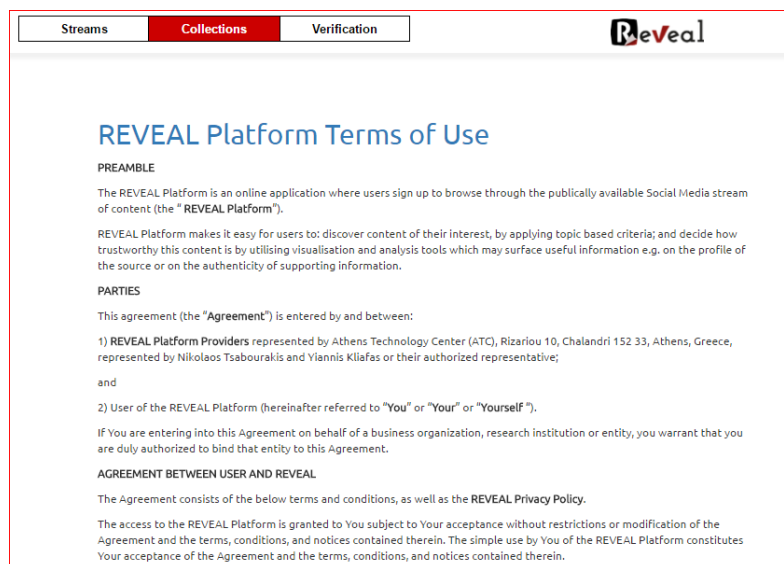 Streams Collections Verification Reveal
REVEAL Platform Terms of Use
PREAMBLE
The REVEAL Platform is an online application where users sign up to browse through the publically available Social Media stream
of content (the " REVEAL Platform").
REVEAL Platform makes it easy for users to: discover content of their interest, by applying topic based criteria; and decide how
trustworthy this content is by utilising visualisation and analysis tools which may surface useful information e.g. on the profile of
the source or on the authenticity of supporting information.
PARTIES
This agreement (the "Agreement") is entered by and between:
1) REVEAL Platform Providers represented by Athens Technology Center (ATC), Rizariou 10, Chalandri 152 33, Athens, Greece,
represented by Nikolaos Tsabourakis and Yiannis Kliafas or their authorized representative;
and
2) User of the REVEAL Platform (hereinafter referred to "You" or "Your" or "Yourself ").
If You are entering into this Agreement on behalf of a business organization, research institution or entity, you warrant that you
are duly authorized to bind that entity to this Agreement.
AGREEMENT BETWEEN USER AND REVEAL
The Agreement consists of the below terms and conditions, as well as the REVEAL Privacy Policy.
The access to the REVEAL Platform is granted to You subject to Your acceptance without restrictions or modification of the
Agreement and the terms, conditions, and notices contained therein. The simple use by You of the REVEAL Platform constitutes
Your acceptance of the Agreement and the terms, conditions, and notices contained therein.